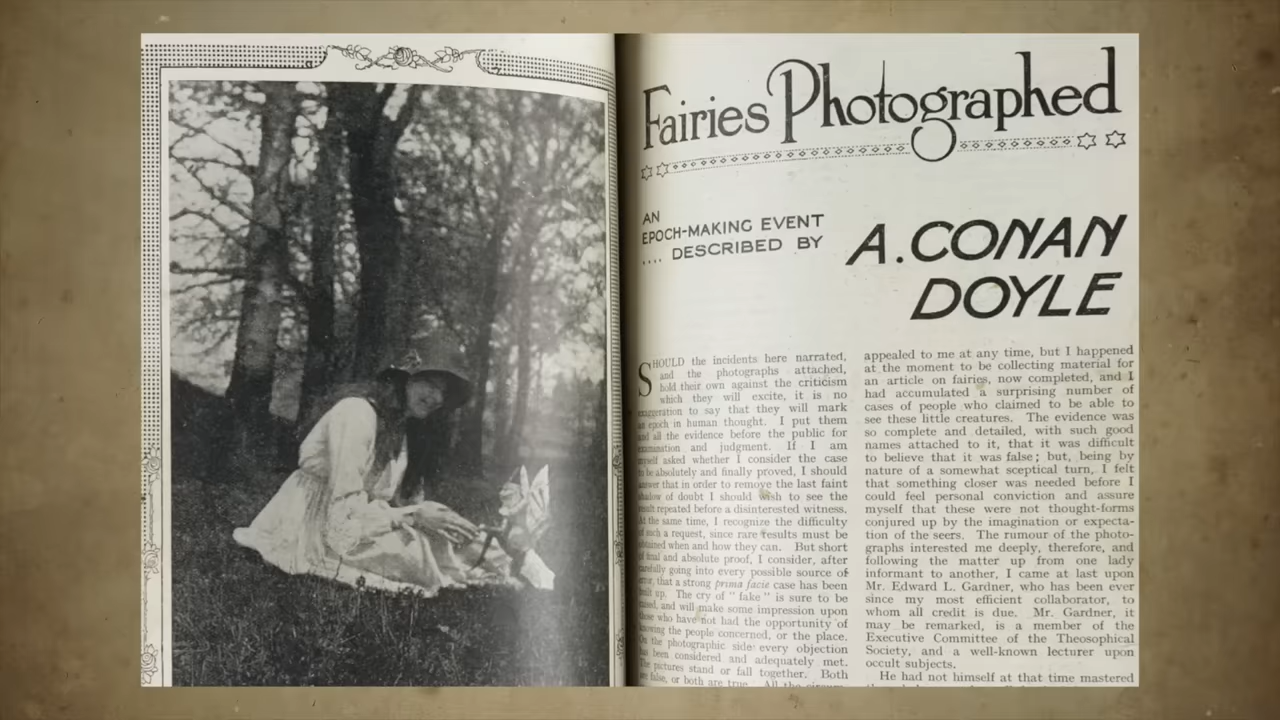 Fairies Photographed
AN
EPOCH-MAKING EVENT
.... DESCRIBED BY
A. CONAN
DOYLE
SHOULD the incidents here narrated,
and the photographs attached,
hold their own against the criticism
which they will excite, it is no
exaggeration to say that they will mark
an epoch in human thought. I put them
and all the evidence before the public for
examination and judgment. If I am
myself asked whether I consider the case
to be absolutely and finally proved, I should
answer that in order to remove the last faint
shadow of doubt I should wish to see the
result repeated before a disinterested witness.
At the same time, I recognize the difficulty
of such a request, since rare results must be
obtained when and how they can. But short
of final and absolute proof, I consider, after
carefully going into every possible source of
error, that a strong prima facie case has been
built up. The cry of " fake " is sure to be
raised, and will make some impression upon
those who have not had the opportunity of
knowing the people concerned, or the place.
On the photographic side every objection
has been considered and adequately met.
The pictures stand or fall together. Both
are false, or both are true. All the circum-
appealed to me at any time, but I happened
at the moment to be collecting material for
an article on fairies, now completed, and I
had accumulated a surprising number of
cases of people who claimed to be able to
see these little creatures. The evidence was
so complete and detailed, with such good
names attached to it, that it was difficult
to believe that it was false ; but, being by
nature of a somewhat sceptical turn, I felt
that something closer was needed before I
could feel personal conviction and assure
myself that these were not thought-forms
conjured up by the imagination or expecta-
tion of the seers. The rumour of the photo-
graphs interested me deeply, therefore, and
following the matter up from one lady
informant to another, I came at last upon
Mr. Edward L. Gardner, who has been ever
since my most efficient collaborator, to
whom all credit is due. Mr. Gardner, it
may be remarked, is a member of the
Executive Committee of the Theosophical
Society, and a well-known lecturer upon
occult subjects.
He had not himself at that time mastered